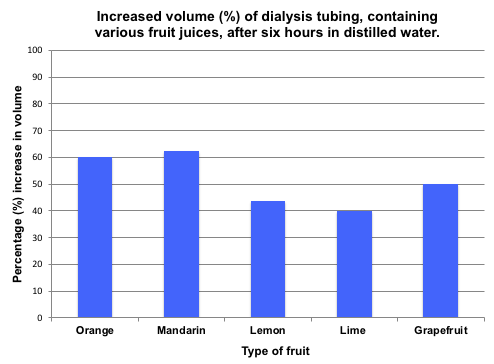 Increased volume (%) of dialysis tubing, containing
various fruit juices, after six hours in distilled water.
Percentage (%) increase in volume
100
90
80
70
60
50
40
30
20
10
0
Orange Mandarin Lemon Lime Grapefruit
Type of fruit